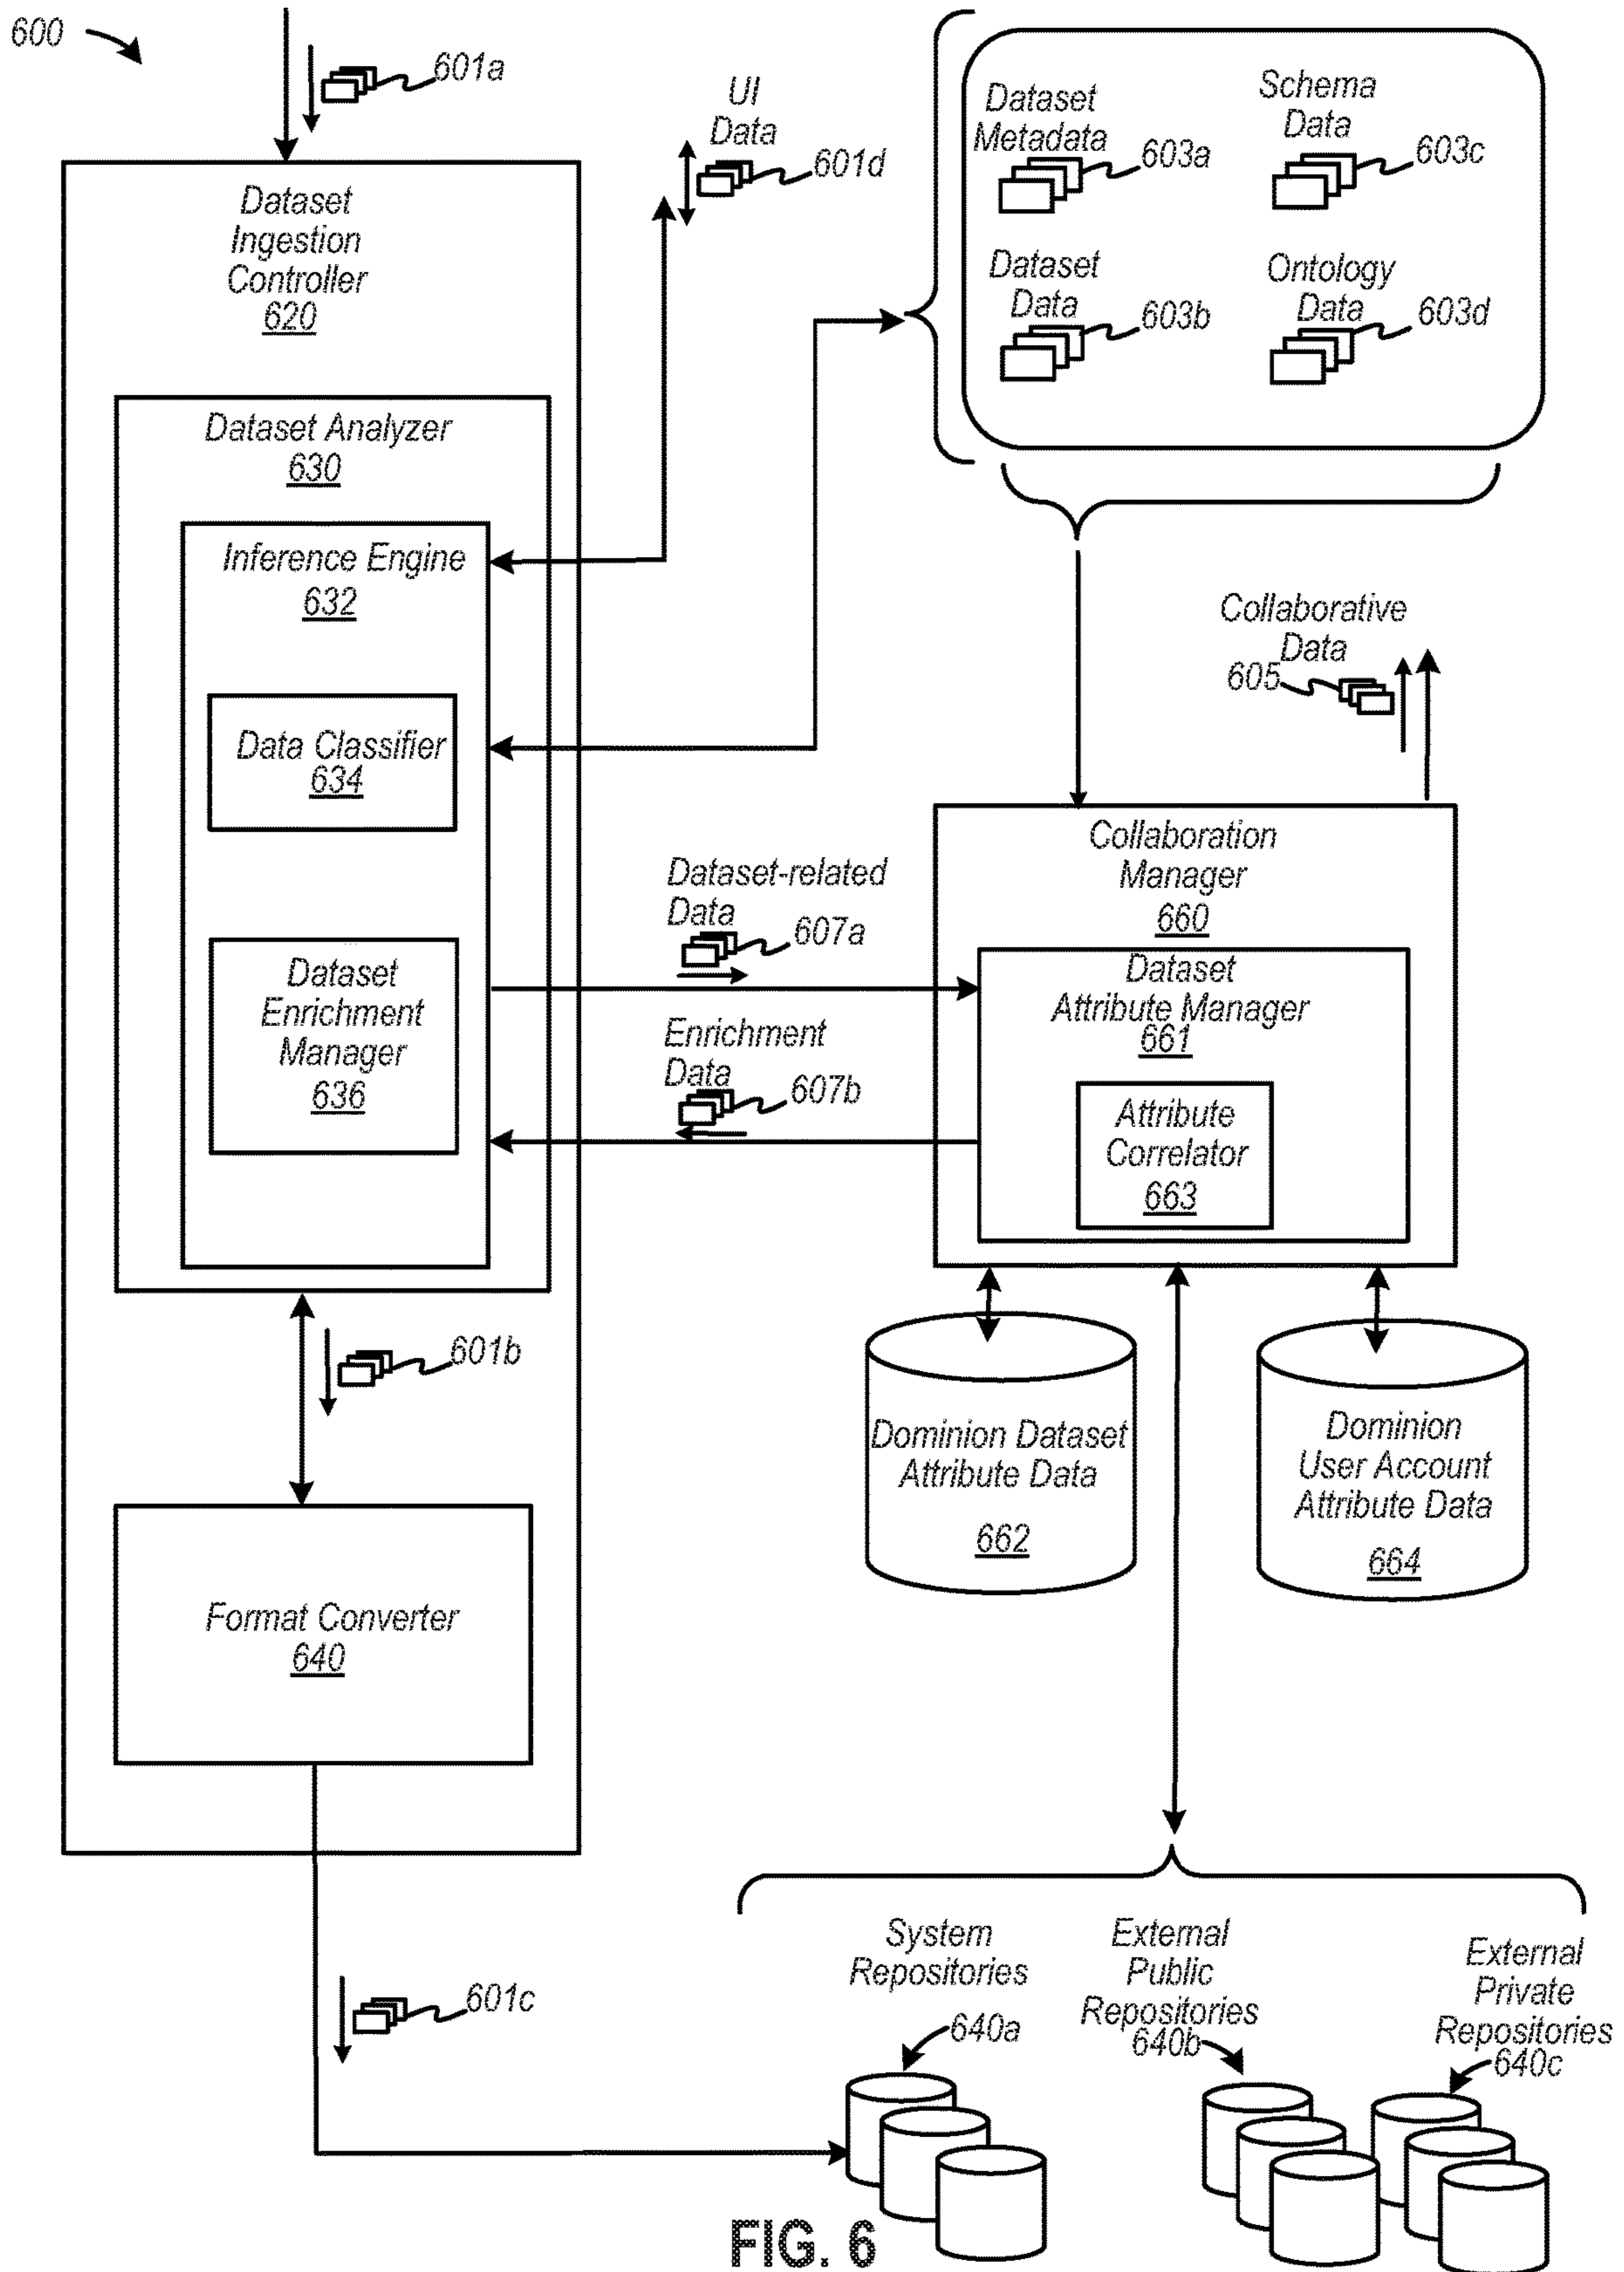 600
601a
Dataset
Ingestion
Controller
620
Dataset Analyzer
630
Inference Engine
632
Data Classifier
634
Dataset
Enrichment
Manager
636
601b
Format Converter
640
601c
UI
Data
601d
Dataset
Metadata
603a
Schema
Data
603c
Dataset
Data
603b
Ontology
Data
603d
Collaborative
Data
605
Dataset-related
Data
607a
Enrichment
Data
607b
Collaboration
Manager
660
Dataset
Attribute Manager
661
Attribute
Correlator
663
Dominion Dataset
Attribute Data
662
Dominion
User Account
Attribute Data
664
System
Repositories
640a
External
Public
Repositories
640b
External
Private
Repositories
640c
FIG. 6